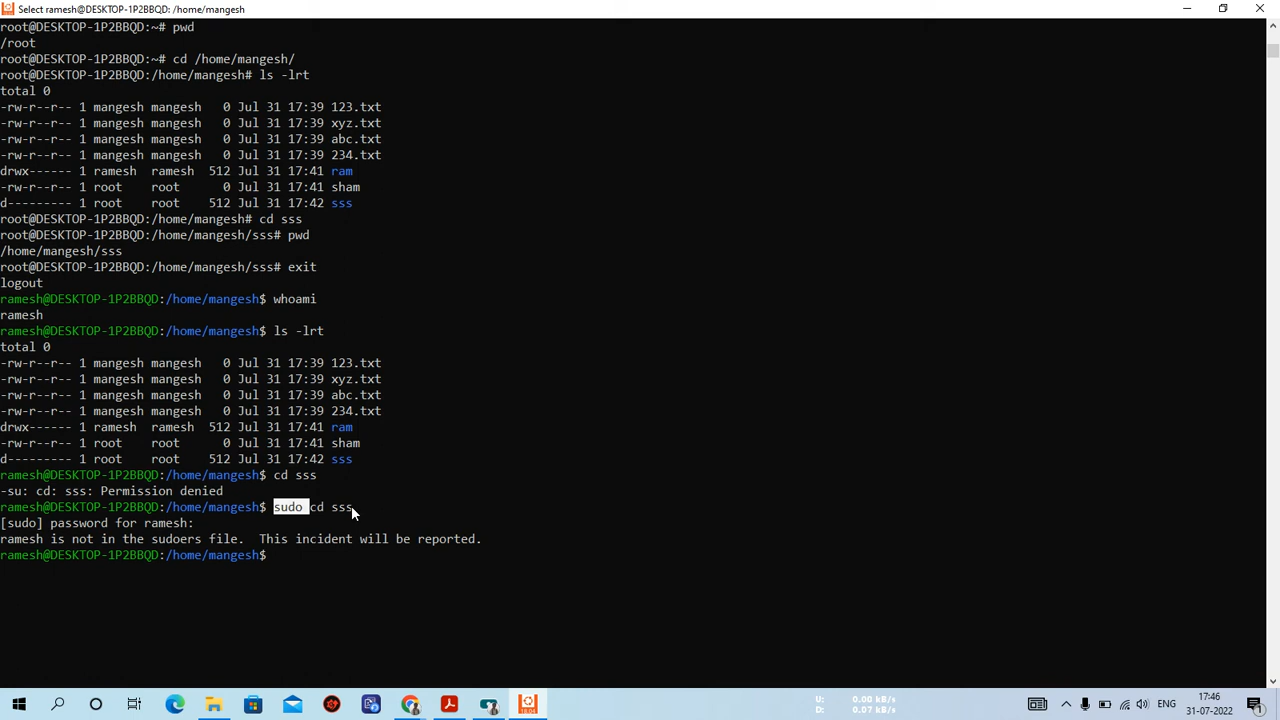 Select ramesh@DESKTOP-1P2BBQD: /home/mangesh
root@DESKTOP-1P2BBQD:~# pwd
/root
root@DESKTOP-1P2BBQD:~# cd /home/mangesh/
root@DESKTOP-1P2BBQD:/home/mangesh# ls -lrt
total 0
-rw-r--r-- 1 mangesh mangesh   0 Jul 31 17:39 123.txt
-rw-r--r-- 1 mangesh mangesh   0 Jul 31 17:39 xyz.txt
-rw-r--r-- 1 mangesh mangesh   0 Jul 31 17:39 abc.txt
-rw-r--r-- 1 mangesh mangesh   0 Jul 31 17:39 234.txt
drwx------ 1 ramesh  ramesh  512 Jul 31 17:41 ram
-rw-r--r-- 1 root    root      0 Jul 31 17:41 sham
d--------- 1 root    root    512 Jul 31 17:42 sss
root@DESKTOP-1P2BBQD:/home/mangesh# cd sss
root@DESKTOP-1P2BBQD:/home/mangesh/sss# pwd
/home/mangesh/sss
root@DESKTOP-1P2BBQD:/home/mangesh/sss# exit
logout
ramesh@DESKTOP-1P2BBQD:/home/mangesh$ whoami
ramesh
ramesh@DESKTOP-1P2BBQD:/home/mangesh$ ls -lrt
total 0
-rw-r--r-- 1 mangesh mangesh   0 Jul 31 17:39 123.txt
-rw-r--r-- 1 mangesh mangesh   0 Jul 31 17:39 xyz.txt
-rw-r--r-- 1 mangesh mangesh   0 Jul 31 17:39 abc.txt
-rw-r--r-- 1 mangesh mangesh   0 Jul 31 17:39 234.txt
drwx------ 1 ramesh  ramesh  512 Jul 31 17:41 ram
-rw-r--r-- 1 root    root      0 Jul 31 17:41 sham
d--------- 1 root    root    512 Jul 31 17:42 sss
ramesh@DESKTOP-1P2BBQD:/home/mangesh$ cd sss
-su: cd: sss: Permission denied
ramesh@DESKTOP-1P2BBQD:/home/mangesh$ sudo cd sss
[sudo] password for ramesh:
ramesh is not in the sudoers file.  This incident will be reported.
ramesh@DESKTOP-1P2BBQD:/home/mangesh$
U: 0.00 kB/s
D: 0.07 kB/s
ENG
17:46
31-07-2022
18.04
1